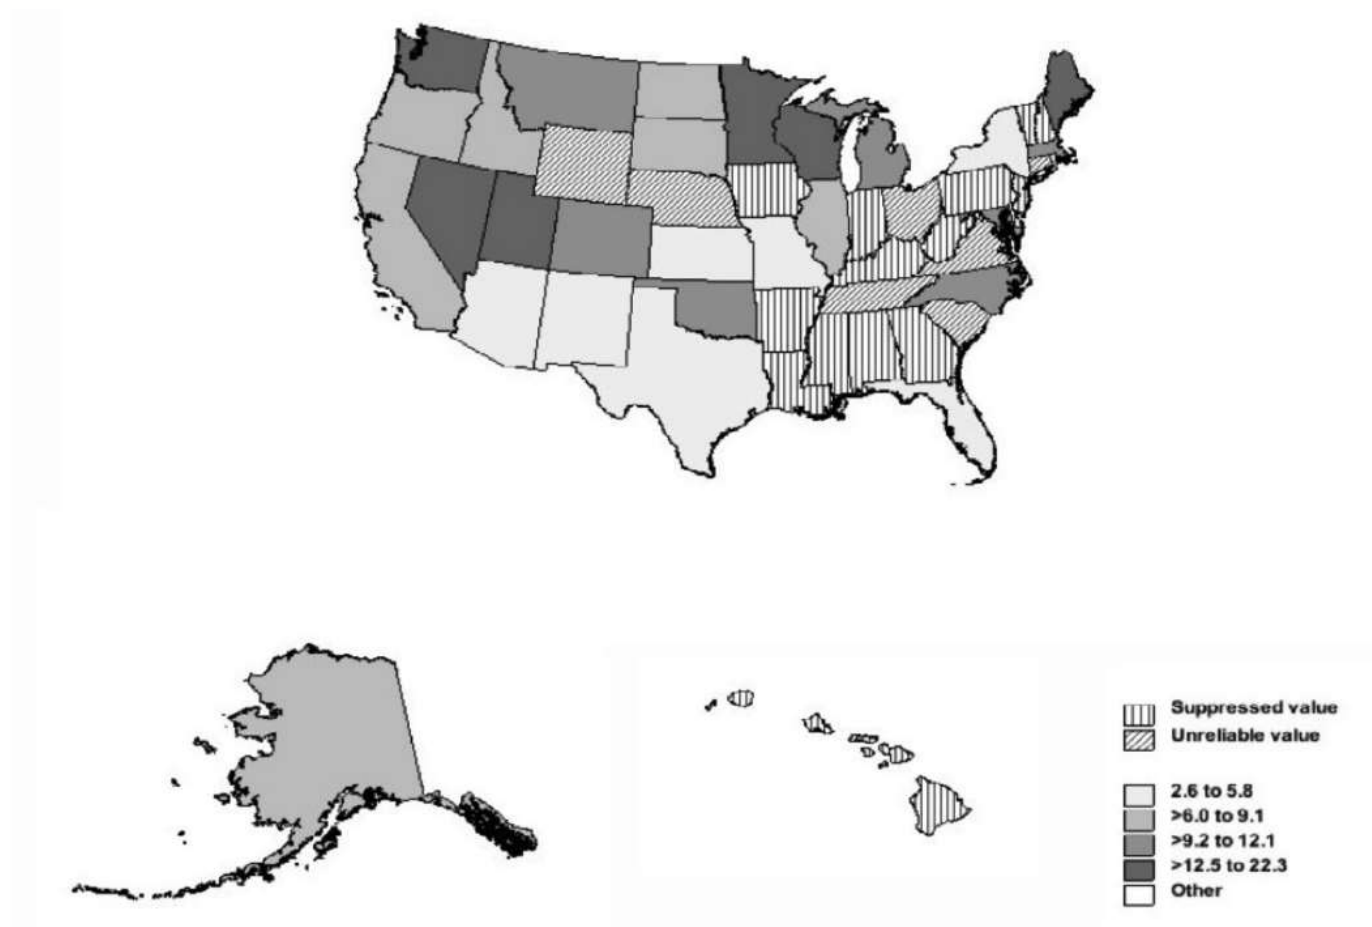 Suppressed value
Unreliable value
2.6 to 5.8
>6.0 to 9.1
>9.2 to 12.1
>12.5 to 22.3
Other